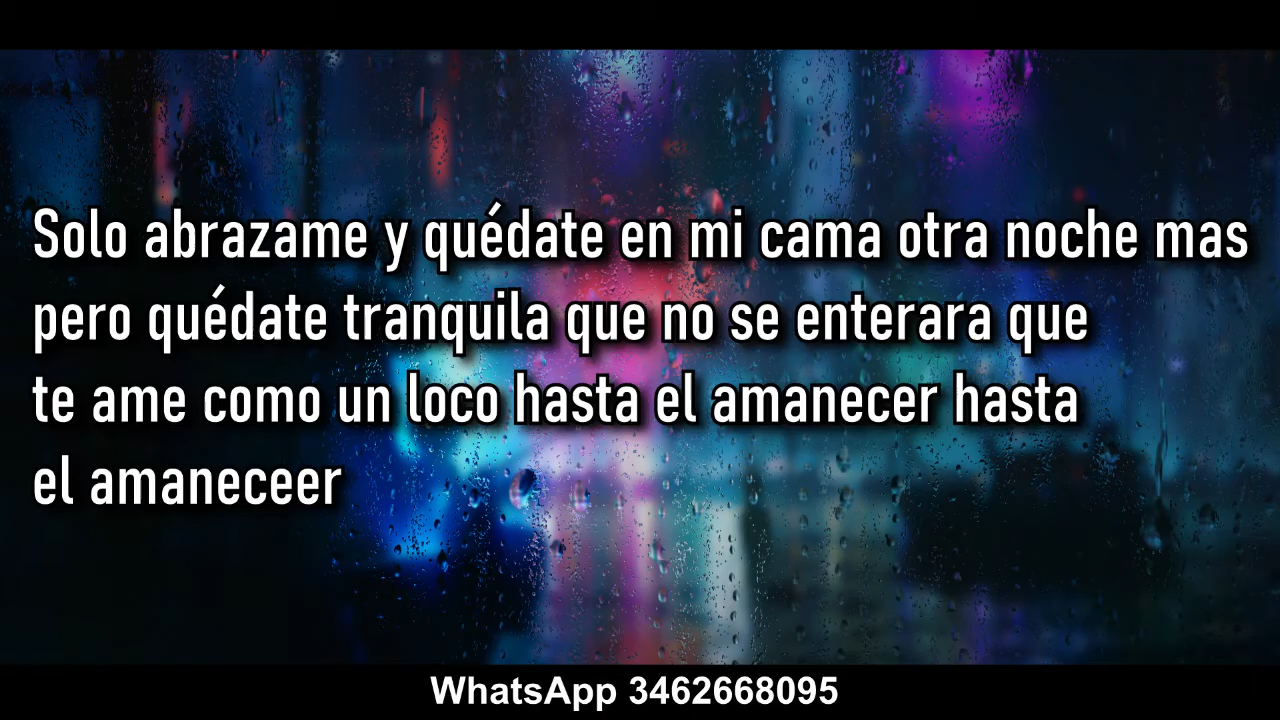 Solo abrazame y quédate en mi cama otra noche mas
pero quédate tranquila que no se enterara que
te ame como un loco hasta el amanecer hasta
el amaneceer
WhatsApp 3462668095